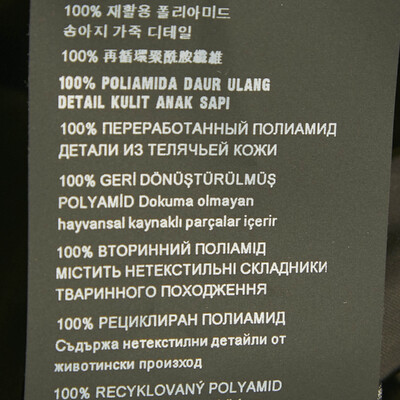 100% 재활용 폴리아미드
송아지 가죽 디테일
100% 再循環聚酰胺纖維
100% POLIAMIDA DAUR ULANG
DETAIL KULIT ANAK SAPI
100% ПЕРЕРАБОТАННЫЙ ПОЛИАМИД
ДЕТАЛИ ИЗ ТЕЛЯЧЬЕЙ КОЖИ
100% GERİ DÖNÜŞTÜRÜLMÜŞ
POLYAMİD Dokuma olmayan
hayvansal kaynaklı parçalar içerir
100% ВТОРИННИЙ ПОЛІАМІД
МІСТИТЬ НЕТЕКСТИЛЬНІ СКЛАДНИКИ
ТВАРИННОГО ПОХОДЖЕННЯ
100% РЕЦИКЛИРАН ПОЛИАМИД
Съдържа нетекстилни детайли от
животински произход
100% RECYKLOVANÝ POLYAMID